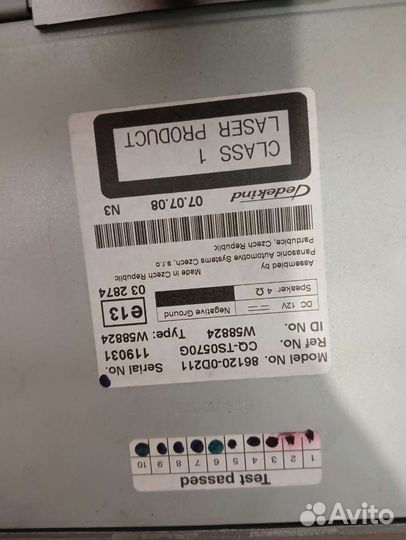 Test passed
1 2 3 4 5 6 7 8 9 10
Model No. 86120-0D211 Serial No.
Ref No. CQ-TS0570G 119031
ID No. W58824 Type: W58824
DC 12V Negative Ground
Speaker 4 Ω
e13
03 2874
Assembled by Made in Czech Republic
Panasonic Automotive Systems Czech, s.r.o
Pardubice, Czech Republic
Dedekind 07.07.08 N3
CLASS 1
LASER PRODUCT
Avito